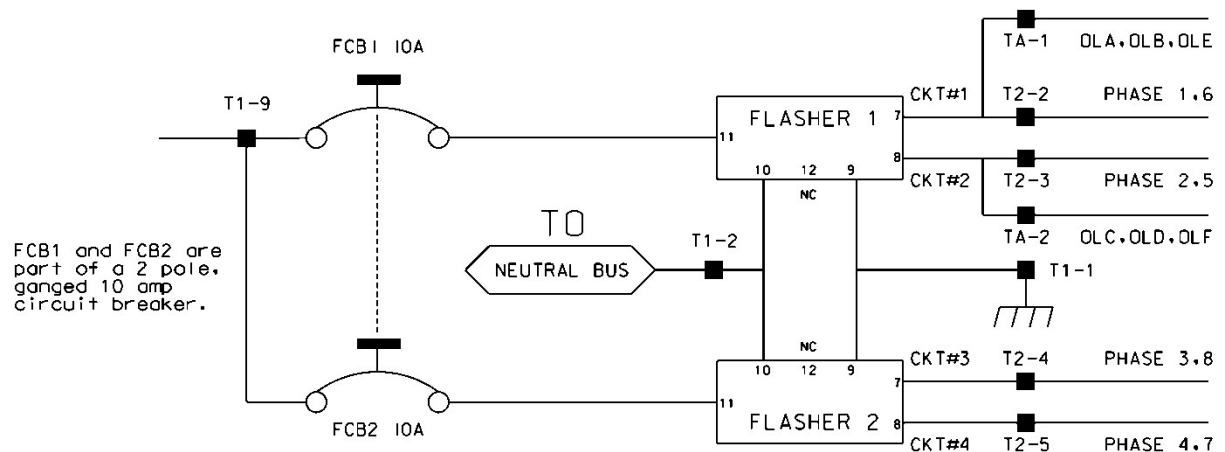 FCB1 10A
T1-9
FCB1 and FCB2 are
part of a 2 pole,
ganged 10 amp
circuit breaker.
FCB2 10A
TO
NEUTRAL BUS
T1-2
FLASHER 1
11
7
8
10 12 9
NC
CKT#1
CKT#2
TA-1 OLA,OLB,OLE
T2-2 PHASE 1,6
T2-3 PHASE 2,5
TA-2 OLC,OLD,OLF
T1-1
NC
10 12 9
11
7
8
FLASHER 2
CKT#3 T2-4 PHASE 3,8
CKT#4 T2-5 PHASE 4,7